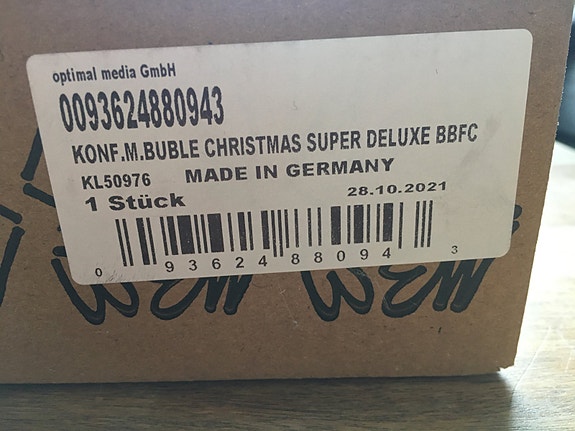 optimal media GmbH
0093624880943
KONF.M.BUBLE CHRISTMAS SUPER DELUXE BBFC
KL50976 MADE IN GERMANY
1 Stück 28.10.2021
0 93624 88094 3